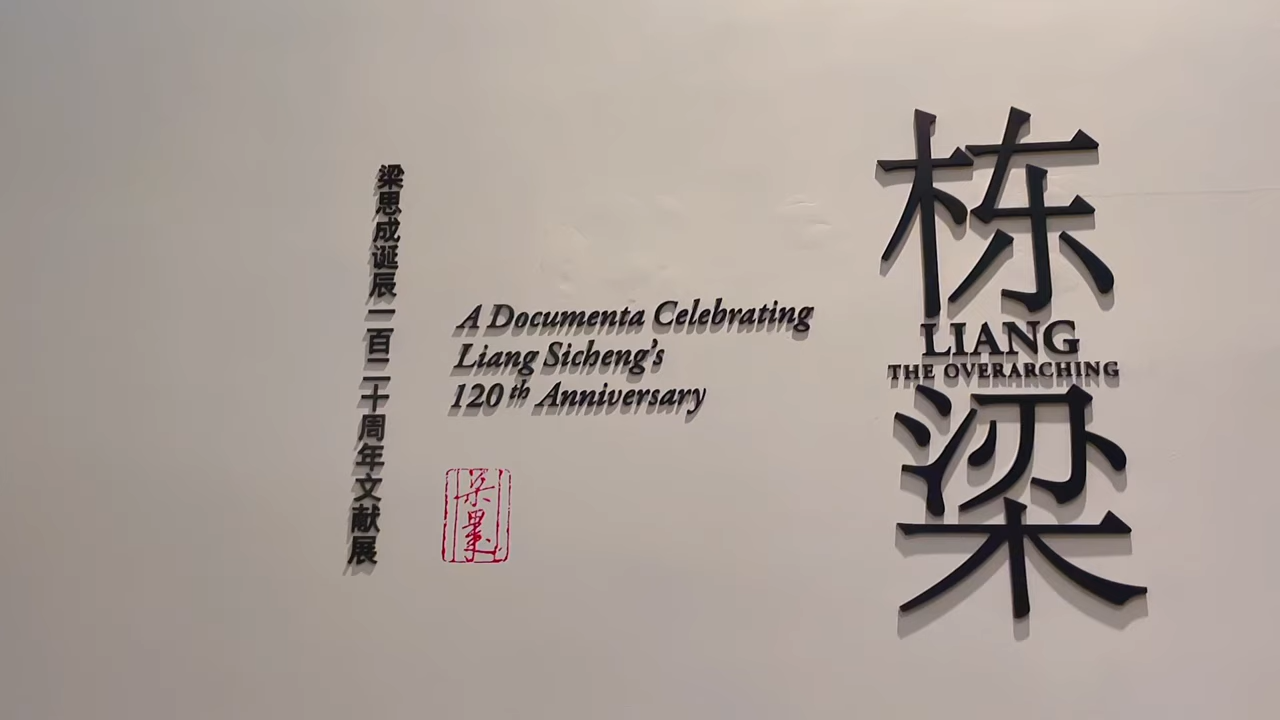 栋
LIANG
THE OVERARCHING
梁
A Documenta Celebrating
Liang Sicheng's
120th Anniversary
梁思成诞辰一百二十周年文献展